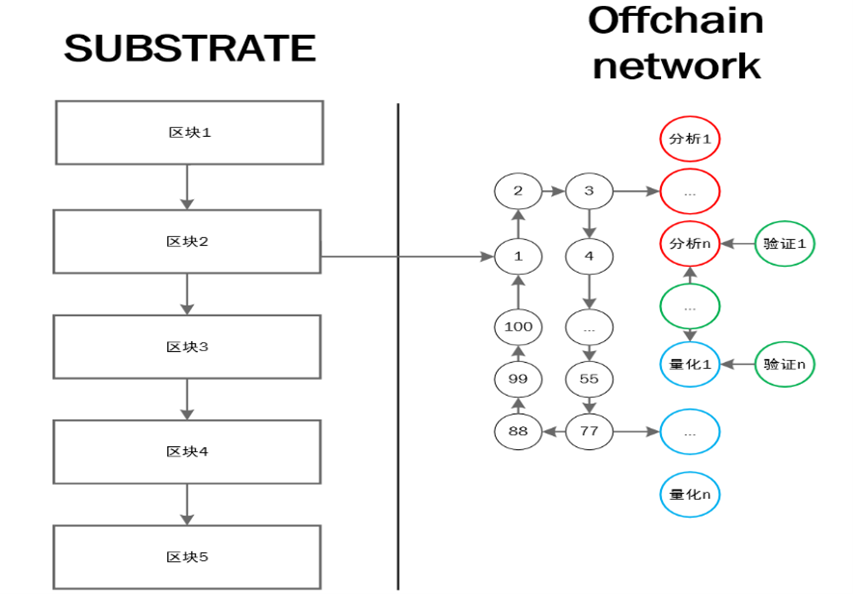 SUBSTRATE
区块1
区块2
区块3
区块4
区块5
Offchain
network
分析1
2
3
...
分析n
验证1
1
4
100
...
...
99
55
量化1
验证n
88
77
...
量化n